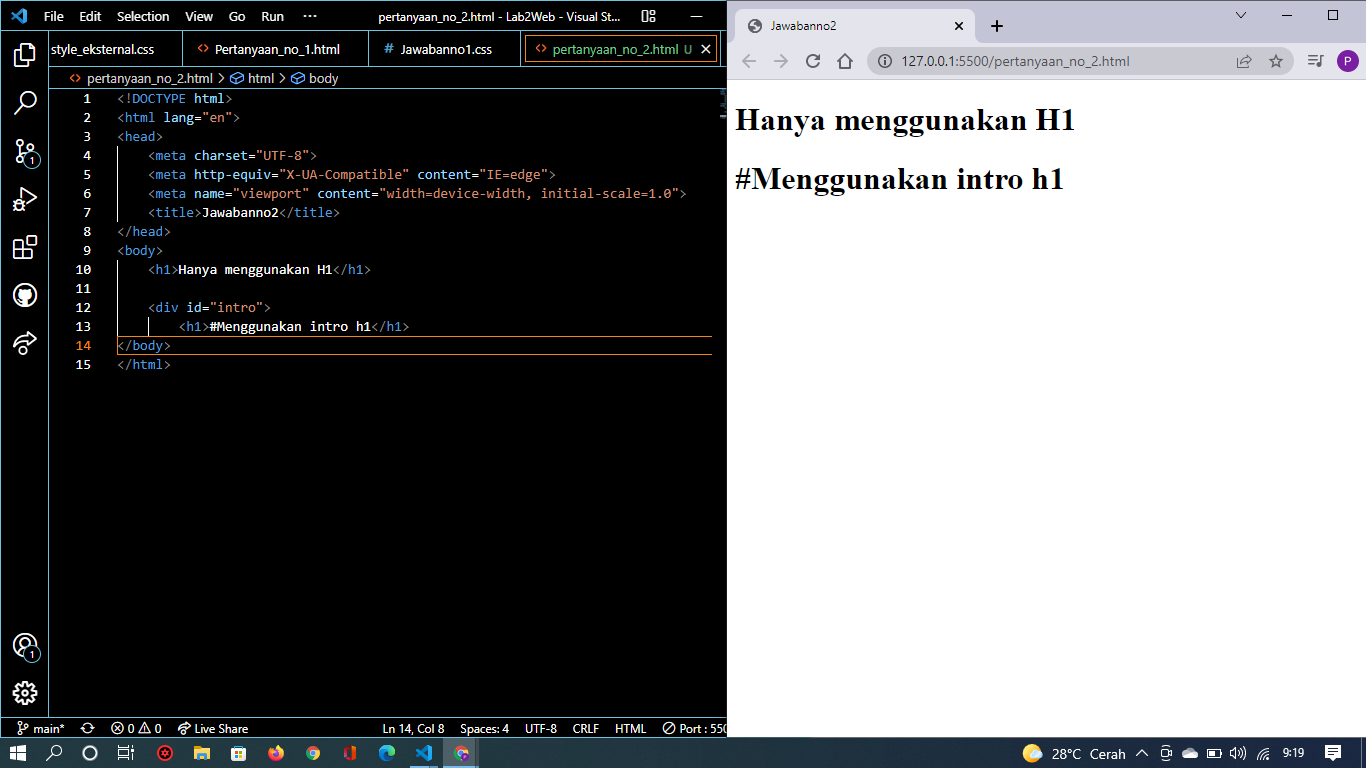 File Edit Selection View Go Run ··· pertanyaan_no_2.html - Lab2Web - Visual St...
style_eksternal.css Pertanyaan_no_1.html # Jawabanno1.css pertanyaan_no_2.html U
pertanyaan_no_2.html > html > body
1 <!DOCTYPE html>
2 <html lang="en">
3 <head>
4 <meta charset="UTF-8">
5 <meta http-equiv="X-UA-Compatible" content="IE=edge">
6 <meta name="viewport" content="width=device-width, initial-scale=1.0">
7 <title>Jawabanno2</title>
8 </head>
9 <body>
10 <h1>Hanya menggunakan H1</h1>
11
12 <div id="intro">
13 <h1>#Menggunakan intro h1</h1>
14 </body>
15 </html>
1
1
main* 0 0 Live Share Ln 14, Col 8 Spaces: 4 UTF-8 CRLF HTML Port : 550
Jawabanno2
127.0.0.1:5500/pertanyaan_no_2.html P
Hanya menggunakan H1
#Menggunakan intro h1
28°C Cerah 9:19